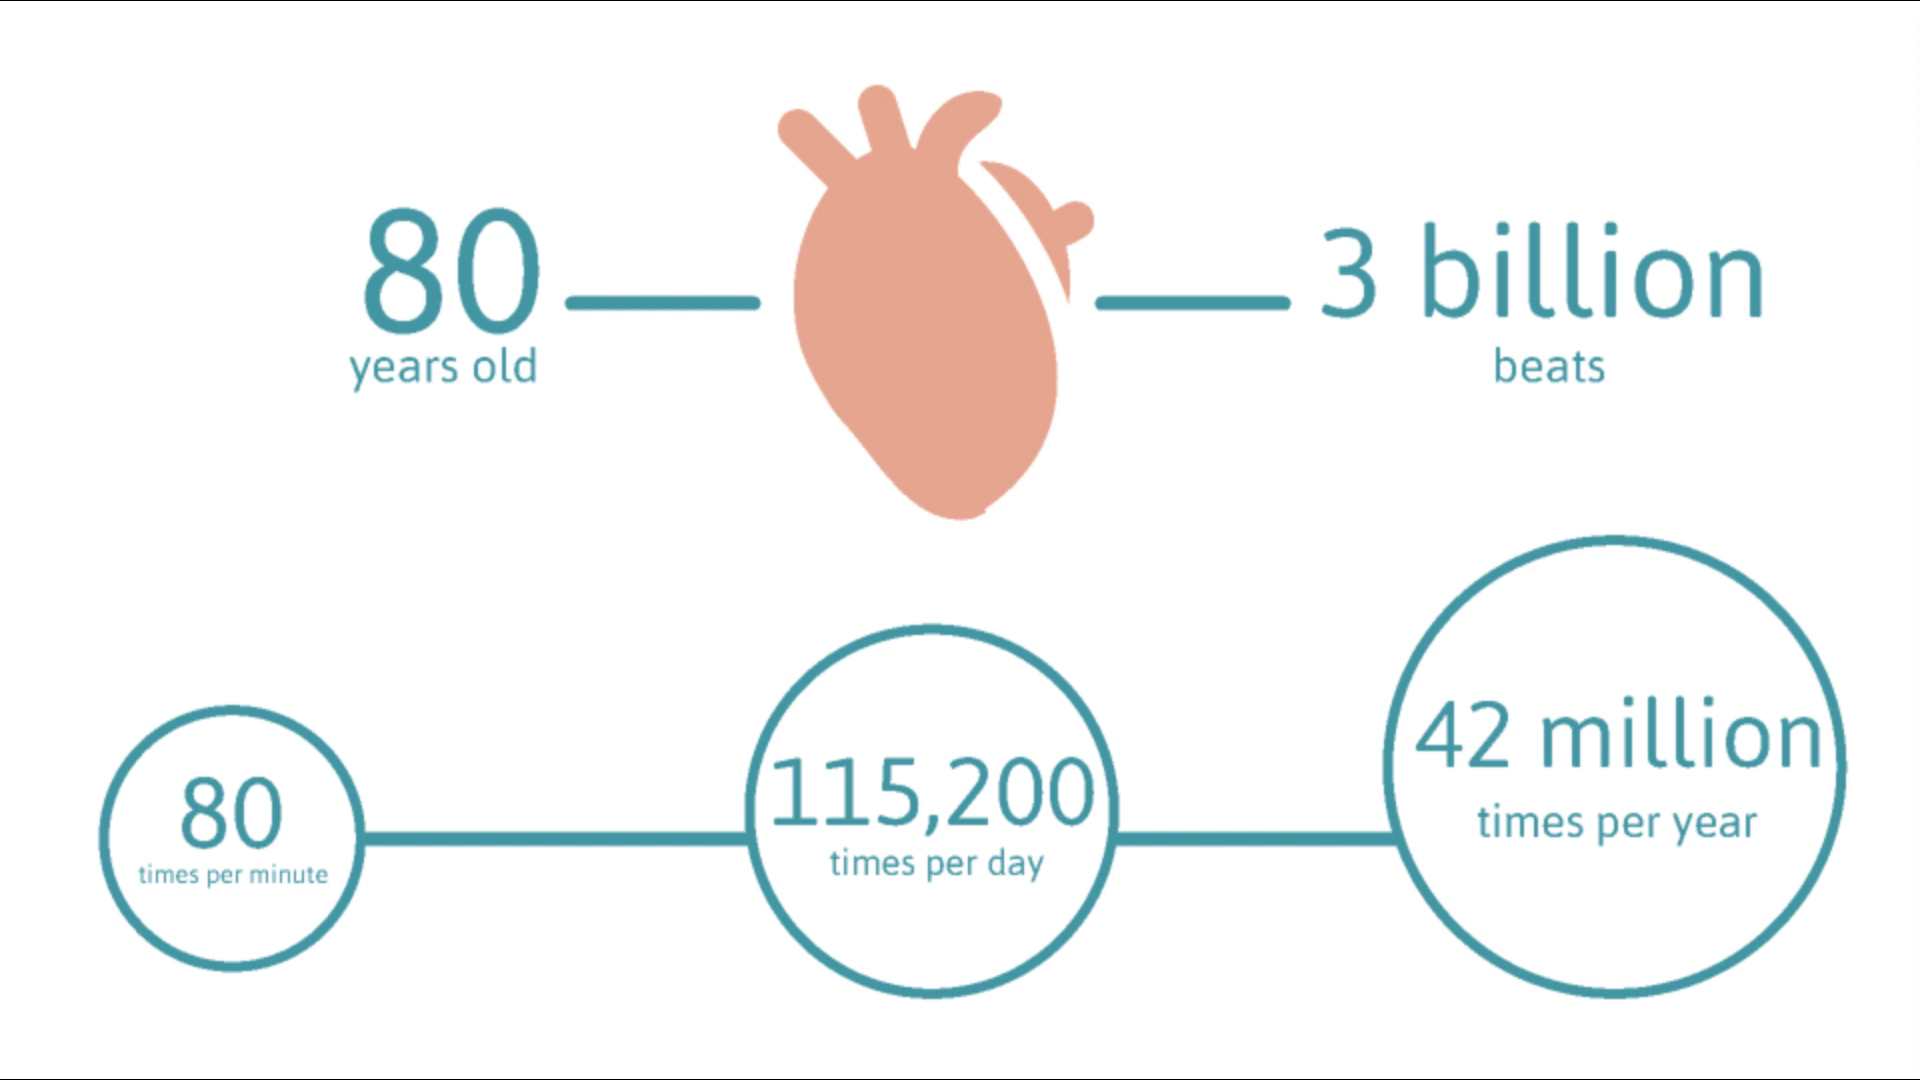 80
years old
3 billion
beats
80
times per minute
115,200
times per day
42 million
times per year